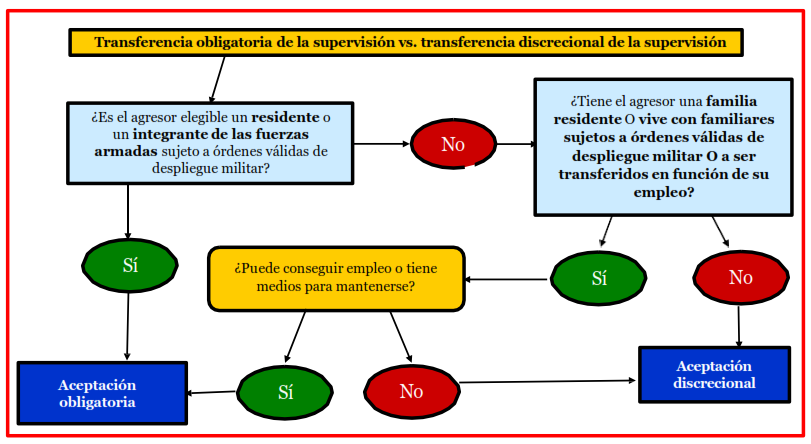 Transferencia obligatoria de la supervisión vs. transferencia discrecional de la supervisión
¿Es el agresor elegible un residente o
un integrante de las fuerzas
armadas sujeto a órdenes válidas de
despliegue militar?
No
¿Tiene el agresor una familia
residente O vive con familiares
sujetos a órdenes válidas de
despliegue militar O a ser
transferidos en función de su
empleo?
Sí
¿Puede conseguir empleo o tiene
medios para mantenerse?
Sí
No
Aceptación
obligatoria
Sí
No
Aceptación
discrecional